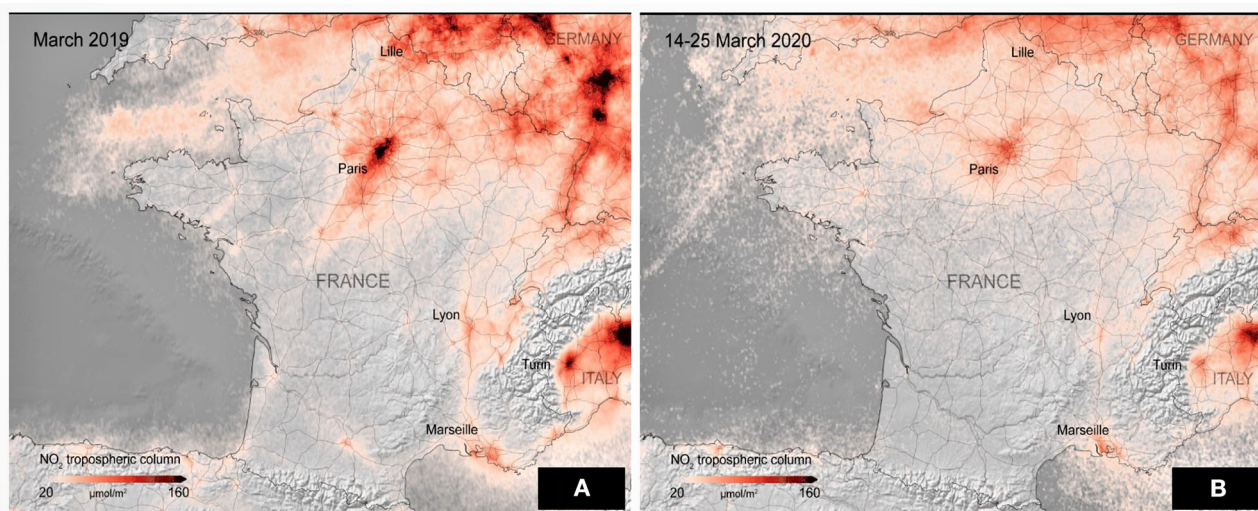 March 2019
Lille
GERMANY
Paris
FRANCE
Lyon
Turin
ITALY
Marseille
NO₂ tropospheric column
20 µmol/m² 160
A
14-25 March 2020
Lille
GERMANY
Paris
FRANCE
Lyon
Turin
ITALY
Marseille
NO₂ tropospheric column
20 µmol/m² 160
B